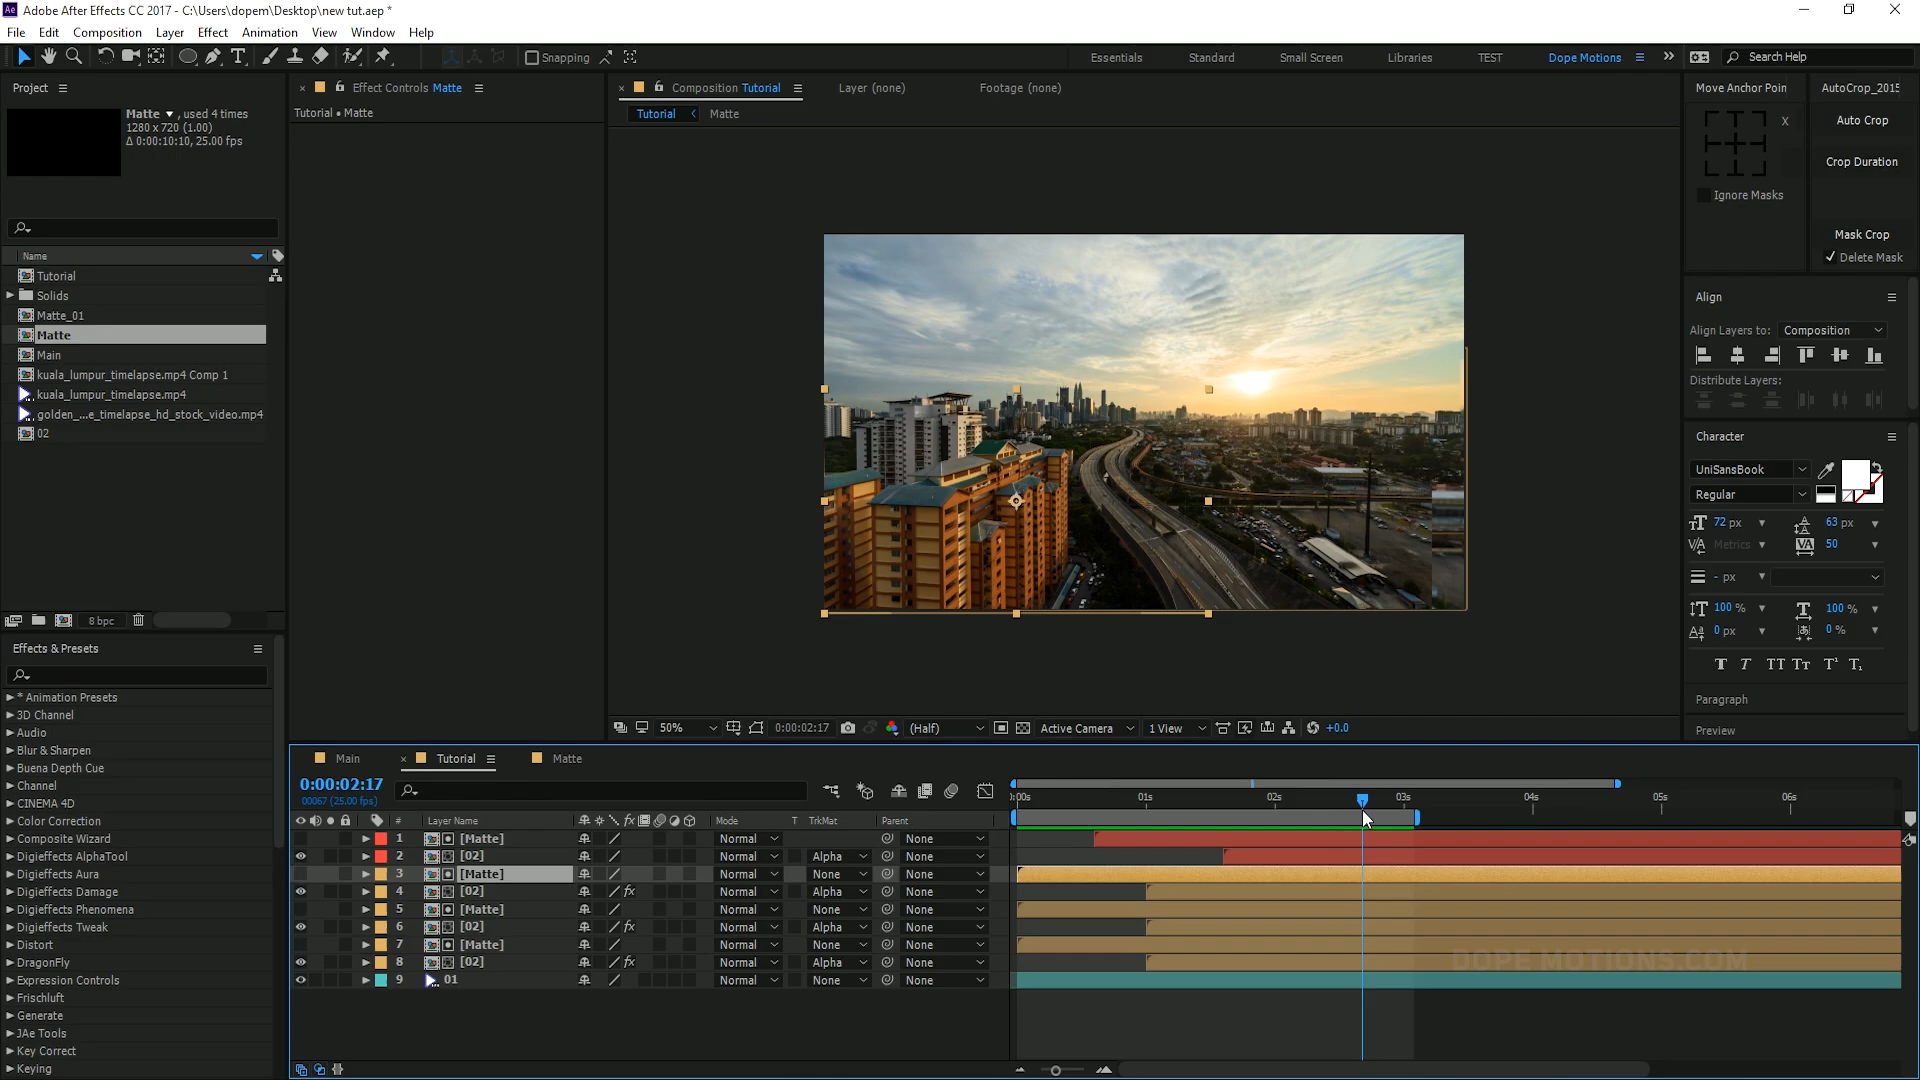 Adobe After Effects CC 2017 - C:\Users\dopem\Desktop\new tut.aep *
File Edit Composition Layer Effect Animation View Window Help
Snapping
Essentials Standard Small Screen Libraries TEST Dope Motions Search Help
Project
Matte , used 4 times
1280 x 720 (1.00)
Δ 0:00:10:10, 25.00 fps
Name
Tutorial
Solids
Matte_01
Matte
Main
kuala_lumpur_timelapse.mp4 Comp 1
kuala_lumpur_timelapse.mp4
golden_...e_timelapse_hd_stock_video.mp4
02
8 bpc
Effects & Presets
* Animation Presets
3D Channel
Audio
Blur & Sharpen
Buena Depth Cue
Channel
CINEMA 4D
Color Correction
Composite Wizard
Digieffects AlphaTool
Digieffects Aura
Digieffects Damage
Digieffects Phenomena
Digieffects Tweak
Distort
DragonFly
Expression Controls
Frischluft
Generate
JAe Tools
Key Correct
Keying
Effect Controls Matte
Tutorial • Matte
Composition Tutorial Layer (none) Footage (none)
Tutorial Matte
50% 0:00:02:17 (Half) Active Camera 1 View +0.0
Move Anchor Poin
X
Ignore Masks
AutoCrop_2015
Auto Crop
Crop Duration
Mask Crop
Delete Mask
Align
Align Layers to: Composition
Distribute Layers:
Character
UniSansBook
Regular
72 px 63 px
Metrics 50
- px
100 % 100 %
0 px 0 %
T T TT Tt T¹ T₁
Paragraph
Preview
Main Tutorial Matte
0:00:02:17
00067 (25.00 fps)
:00s 01s 02s 03s 04s 05s 06s
# Layer Name fx Mode T TrkMat Parent
1 [Matte] Normal None
2 [02] Normal Alpha None
3 [Matte] Normal None None
4 [02] fx Normal Alpha None
5 [Matte] Normal None None
6 [02] fx Normal Alpha None
7 [Matte] Normal None None
8 [02] fx Normal Alpha None
9 01 Normal None None
DOPE MOTIONS.COM